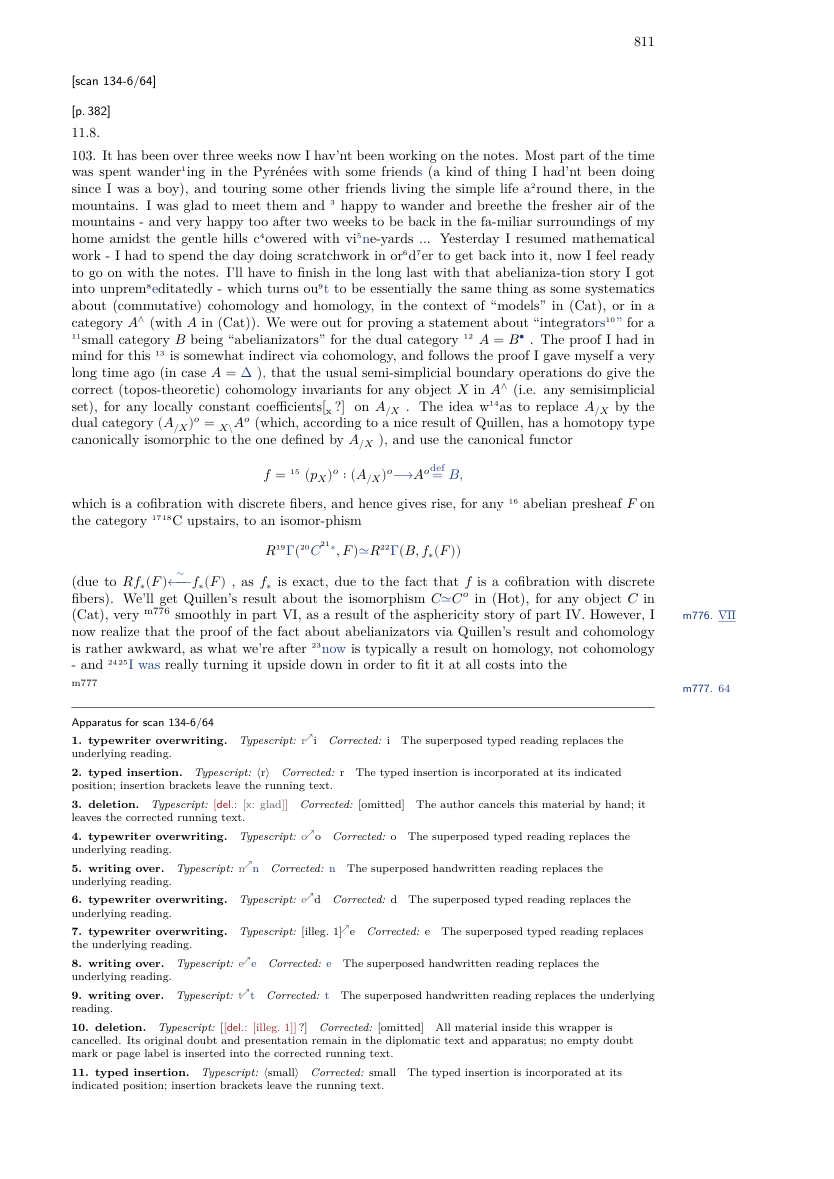 811
[scan 134-6/64]
[p. 382]
11.8.
103. It has been over three weeks now I hav'nt been working on the notes. Most part of the time
was spent wander¹ing in the Pyrénées with some friends (a kind of thing I had'nt been doing
since I was a boy), and touring some other friends living the simple life a²round there, in the
mountains. I was glad to meet them and ³ happy to wander and breethe the fresher air of the
mountains - and very happy too after two weeks to be back in the fa-miliar surroundings of my
home amidst the gentle hills c⁴owered with vi⁵ne-yards ... Yesterday I resumed mathematical
work - I had to spend the day doing scratchwork in or⁶d⁷er to get back into it, now I feel ready
to go on with the notes. I'll have to finish in the long last with that abelianiza-tion story I got
into unprem⁸editatedly - which turns ou⁹t to be essentially the same thing as some systematics
about (commutative) cohomology and homology, in the context of “models” in (Cat), or in a
category A^ (with A in (Cat)). We were out for proving a statement about “integrators¹⁰” for a
¹¹small category B being “abelianizators” for the dual category ¹² A = B• . The proof I had in
mind for this ¹³ is somewhat indirect via cohomology, and follows the proof I gave myself a very
long time ago (in case A = Δ ), that the usual semi-simplicial boundary operations do give the
correct (topos-theoretic) cohomology invariants for any object X in A^ (i.e. any semisimplicial
set), for any locally constant coefficients[ₓ ?] on A/X . The idea w¹⁴as to replace A/X by the
dual category (A/X)ᵒ = X\Aᵒ (which, according to a nice result of Quillen, has a homotopy type
canonically isomorphic to the one defined by A/X ), and use the canonical functor
f = ¹⁵ (pX)ᵒ : (A/X)ᵒ⟶Aᵒ def= B,
which is a cofibration with discrete fibers, and hence gives rise, for any ¹⁶ abelian presheaf F on
the category ¹⁷¹⁸C upstairs, to an isomor-phism
R¹⁹Γ(²⁰C²¹*, F)≃R²²Γ(B, f*(F))
(due to Rf*(F)⟵~f*(F) , as f* is exact, due to the fact that f is a cofibration with discrete
fibers). We'll get Quillen's result about the isomorphism C≃Cᵒ in (Hot), for any object C in
(Cat), very m776 smoothly in part VI, as a result of the asphericity story of part IV. However, I
m776. VII
now realize that the proof of the fact about abelianizators via Quillen's result and cohomology
is rather awkward, as what we're after ²³now is typically a result on homology, not cohomology
- and ²⁴²⁵I was really turning it upside down in order to fit it at all costs into the
m777
m777. 64
Apparatus for scan 134-6/64
1. typewriter overwriting. Typescript: r↗i Corrected: i The superposed typed reading replaces the
underlying reading.
2. typed insertion. Typescript: ⟨r⟩ Corrected: r The typed insertion is incorporated at its indicated
position; insertion brackets leave the running text.
3. deletion. Typescript: [del.: [x: glad]] Corrected: [omitted] The author cancels this material by hand; it
leaves the corrected running text.
4. typewriter overwriting. Typescript: o↗o Corrected: o The superposed typed reading replaces the
underlying reading.
5. writing over. Typescript: n↗n Corrected: n The superposed handwritten reading replaces the
underlying reading.
6. typewriter overwriting. Typescript: e↗d Corrected: d The superposed typed reading replaces the
underlying reading.
7. typewriter overwriting. Typescript: [illeg. 1]↗e Corrected: e The superposed typed reading replaces
the underlying reading.
8. writing over. Typescript: e↗e Corrected: e The superposed handwritten reading replaces the
underlying reading.
9. writing over. Typescript: t↗t Corrected: t The superposed handwritten reading replaces the underlying
reading.
10. deletion. Typescript: [[del.: [illeg. 1]] ?] Corrected: [omitted] All material inside this wrapper is
cancelled. Its original doubt and presentation remain in the diplomatic text and apparatus; no empty doubt
mark or page label is inserted into the corrected running text.
11. typed insertion. Typescript: ⟨small⟩ Corrected: small The typed insertion is incorporated at its
indicated position; insertion brackets leave the running text.